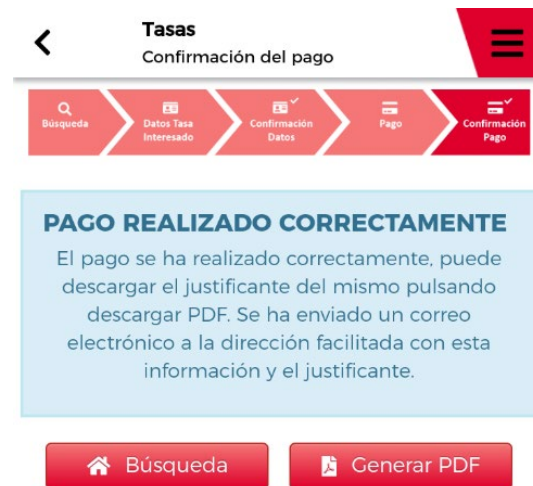 Tasas
Confirmación del pago
Búsqueda
Datos Tasa
Interesado
Confirmación
Datos
Pago
Confirmación
Pago
PAGO REALIZADO CORRECTAMENTE
El pago se ha realizado correctamente, puede
descargar el justificante del mismo pulsando
descargar PDF. Se ha enviado un correo
electrónico a la dirección facilitada con esta
información y el justificante.
Búsqueda
Generar PDF